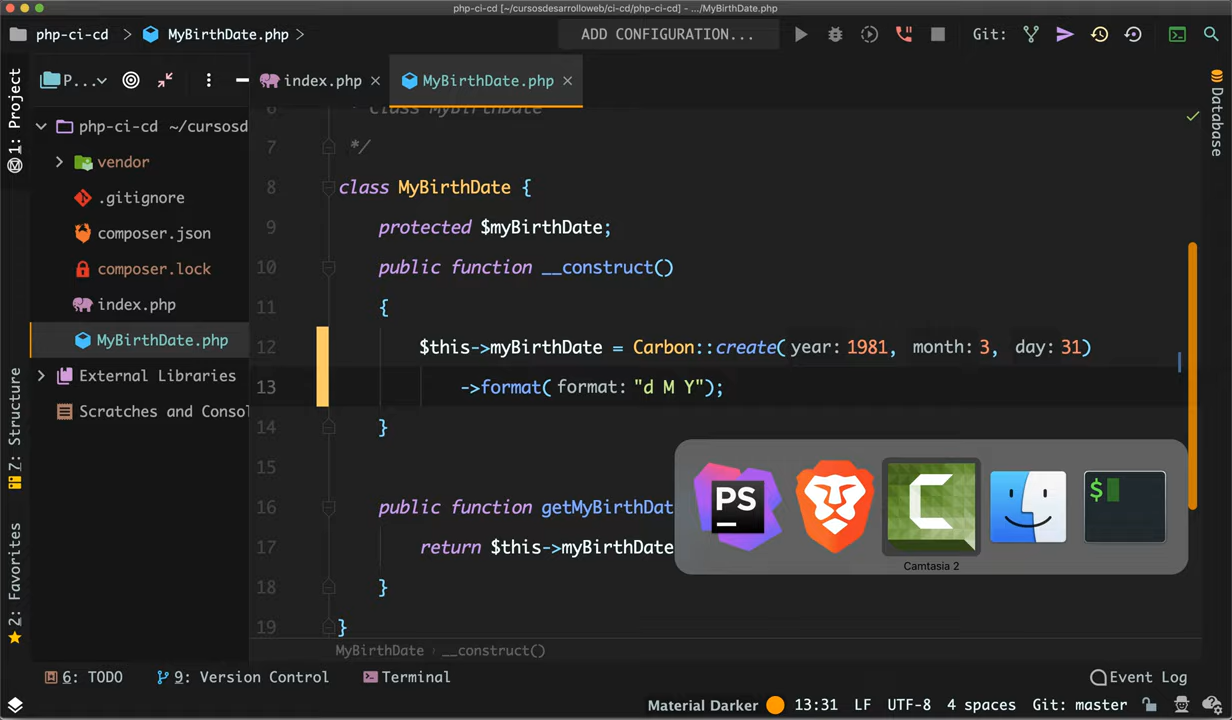 php-ci-cd [~/cursosdesarrolloweb/ci-cd/php-ci-cd] - .../MyBirthDate.php
php-ci-cd > MyBirthDate.php > ADD CONFIGURATION... Git:
1: Project
P... index.php × MyBirthDate.php ×
Database
php-ci-cd ~/cursosd
vendor
.gitignore
composer.json
composer.lock
index.php
MyBirthDate.php
External Libraries
Scratches and Conso
7: Structure
2: Favorites
6 * Class MyBirthDate
7 */
8 class MyBirthDate {
9 protected $myBirthDate;
10 public function __construct()
11 {
12 $this->myBirthDate = Carbon::create( year: 1981, month: 3, day: 31)
13 ->format( format: "d M Y");
14 }
15
16 public function getMyBirthDat
17 return $this->myBirthDate
18 }
19 }
PS
$
Camtasia 2
MyBirthDate > __construct()
6: TODO 9: Version Control Terminal Event Log
Material Darker 13:31 LF UTF-8 4 spaces Git: master